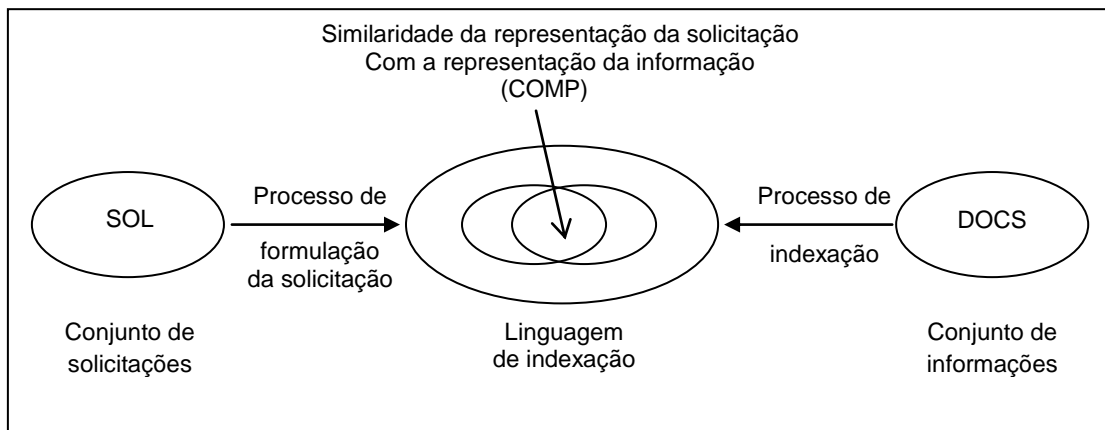 Similaridade da representação da solicitação
Com a representação da informação
(COMP)
SOL
Processo de
formulação
da solicitação
Processo de
indexação
DOCS
Conjunto de
solicitações
Linguagem
de indexação
Conjunto de
informações